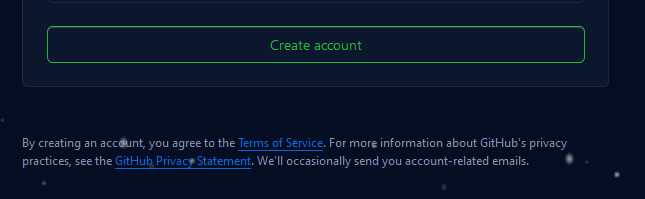 Create account
By creating an account, you agree to the Terms of Service. For more information about GitHub's privacy
practices, see the GitHub Privacy Statement. We'll occasionally send you account-related emails.